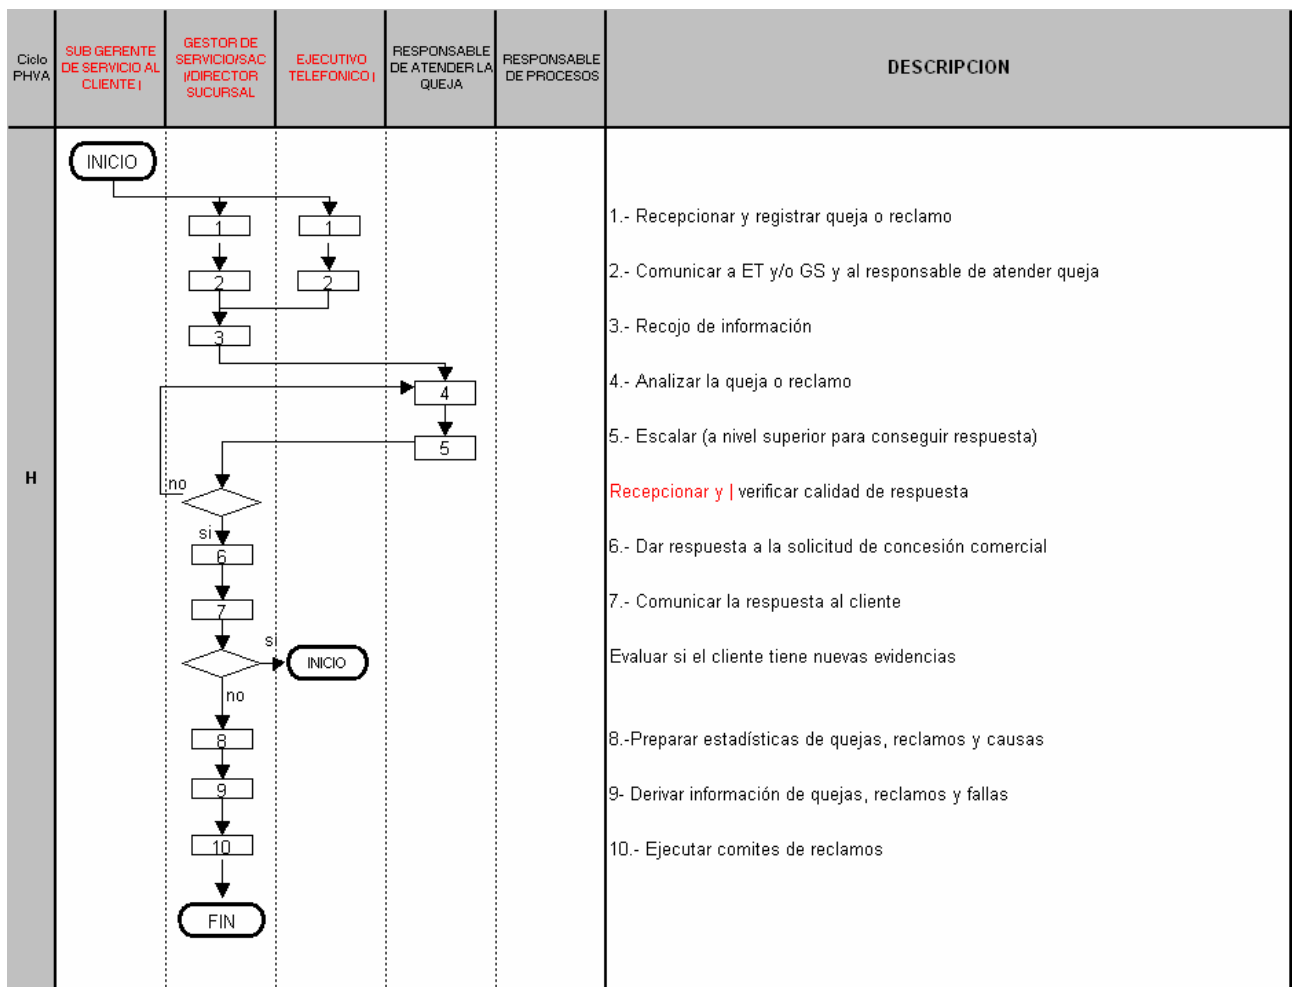 Ciclo
PHVA
SUB GERENTE
DE SERVICIO AL
CLIENTE |
GESTOR DE
SERVICIO/SAC
|/DIRECTOR
SUCURSAL
EJECUTIVO
TELEFONICO |
RESPONSABLE
DE ATENDER LA
QUEJA
RESPONSABLE
DE PROCESOS
DESCRIPCION
H
INICIO
1
1
1.- Recepcionar y registrar queja o reclamo
2
2
2.- Comunicar a ET y/o GS y al responsable de atender queja
3
3.- Recojo de información
4
4.- Analizar la queja o reclamo
5
5.- Escalar (a nivel superior para conseguir respuesta)
no
Recepcionar y | verificar calidad de respuesta
si
6
6.- Dar respuesta a la solicitud de concesión comercial
7
7.- Comunicar la respuesta al cliente
si
INICIO
Evaluar si el cliente tiene nuevas evidencias
no
8
8.-Preparar estadísticas de quejas, reclamos y causas
9
9- Derivar información de quejas, reclamos y fallas
10
10.- Ejecutar comites de reclamos
FIN